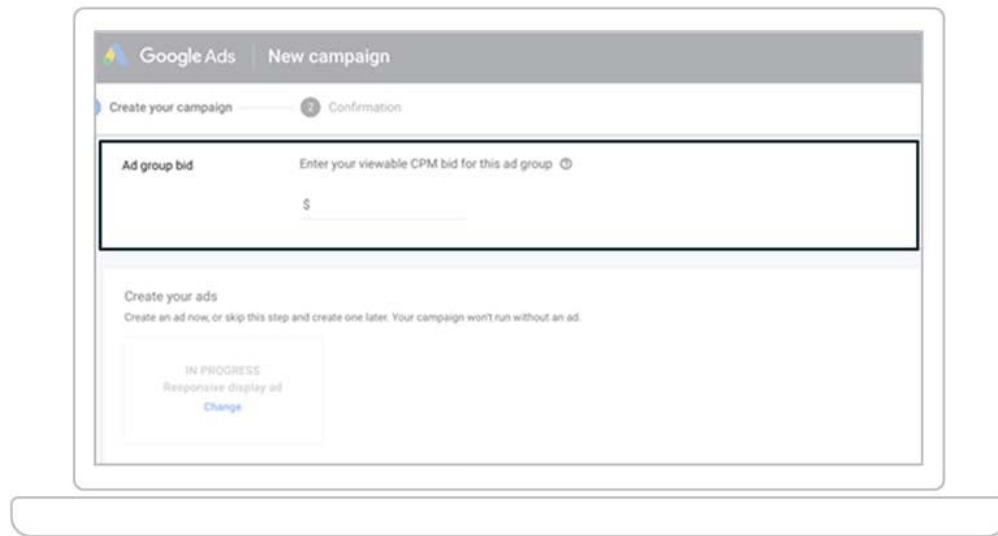 Google Ads New campaign
Create your campaign 2 Confirmation
Ad group bid Enter your viewable CPM bid for this ad group ?
$
Create your ads
Create an ad now, or skip this step and create one later. Your campaign won't run without an ad.
IN PROGRESS
Responsive display ad
Change